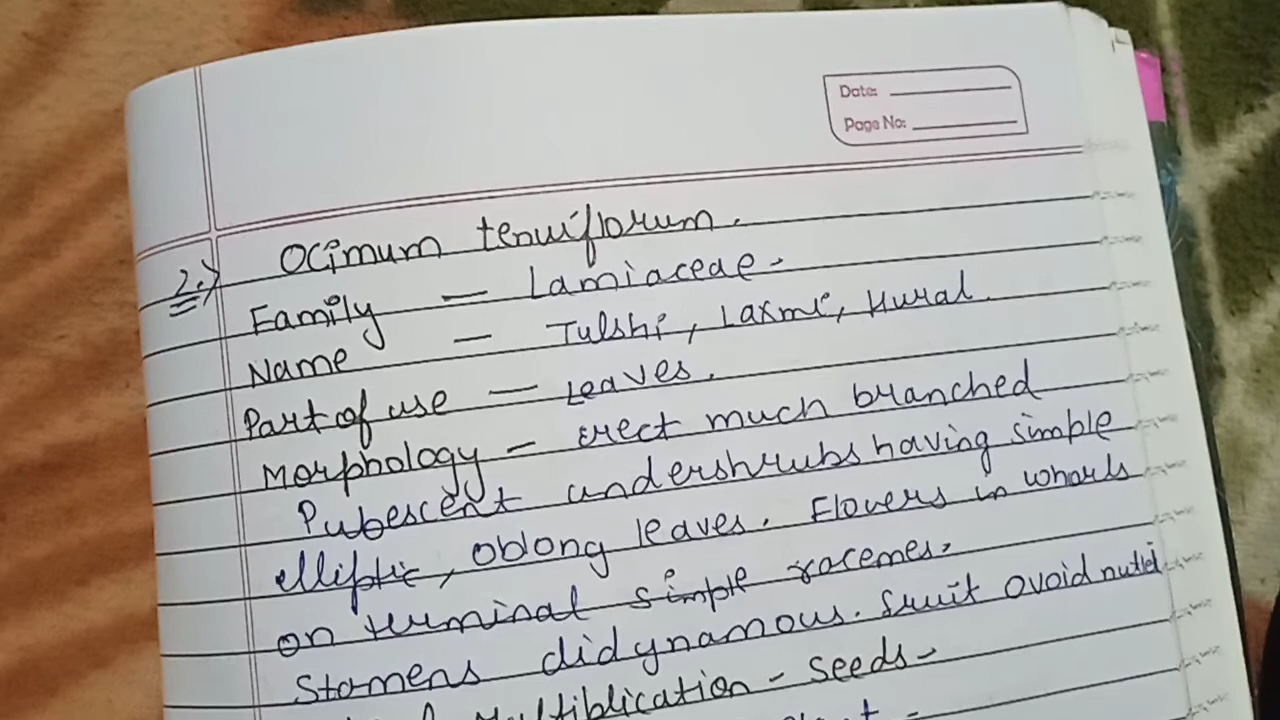 Date:
Page No:
2.) Ocimum tenuiflorum.
Family — Lamiaceae.
Name — Tulshi, Laxmi, Hural.
Part of use — Leaves.
Morphology — erect much branched
Pubescent undershrubs having simple
elliptic, oblong leaves. Flowers in whorls
on terminal simple racemes.
Stamens didynamous. Fruit ovoid nutlet
Multiblication - seeds-